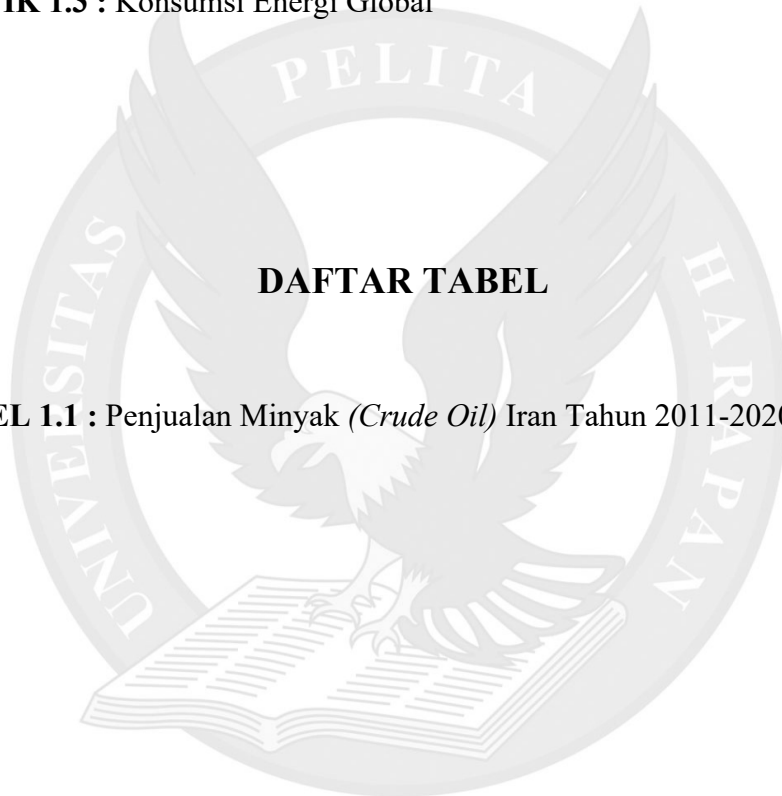 IK 1.3 : Konsumsi Energi Global
DAFTAR TABEL
EL 1.1 : Penjualan Minyak (Crude Oil) Iran Tahun 2011-2020
UNIVERSITAS PELITA HARAPAN